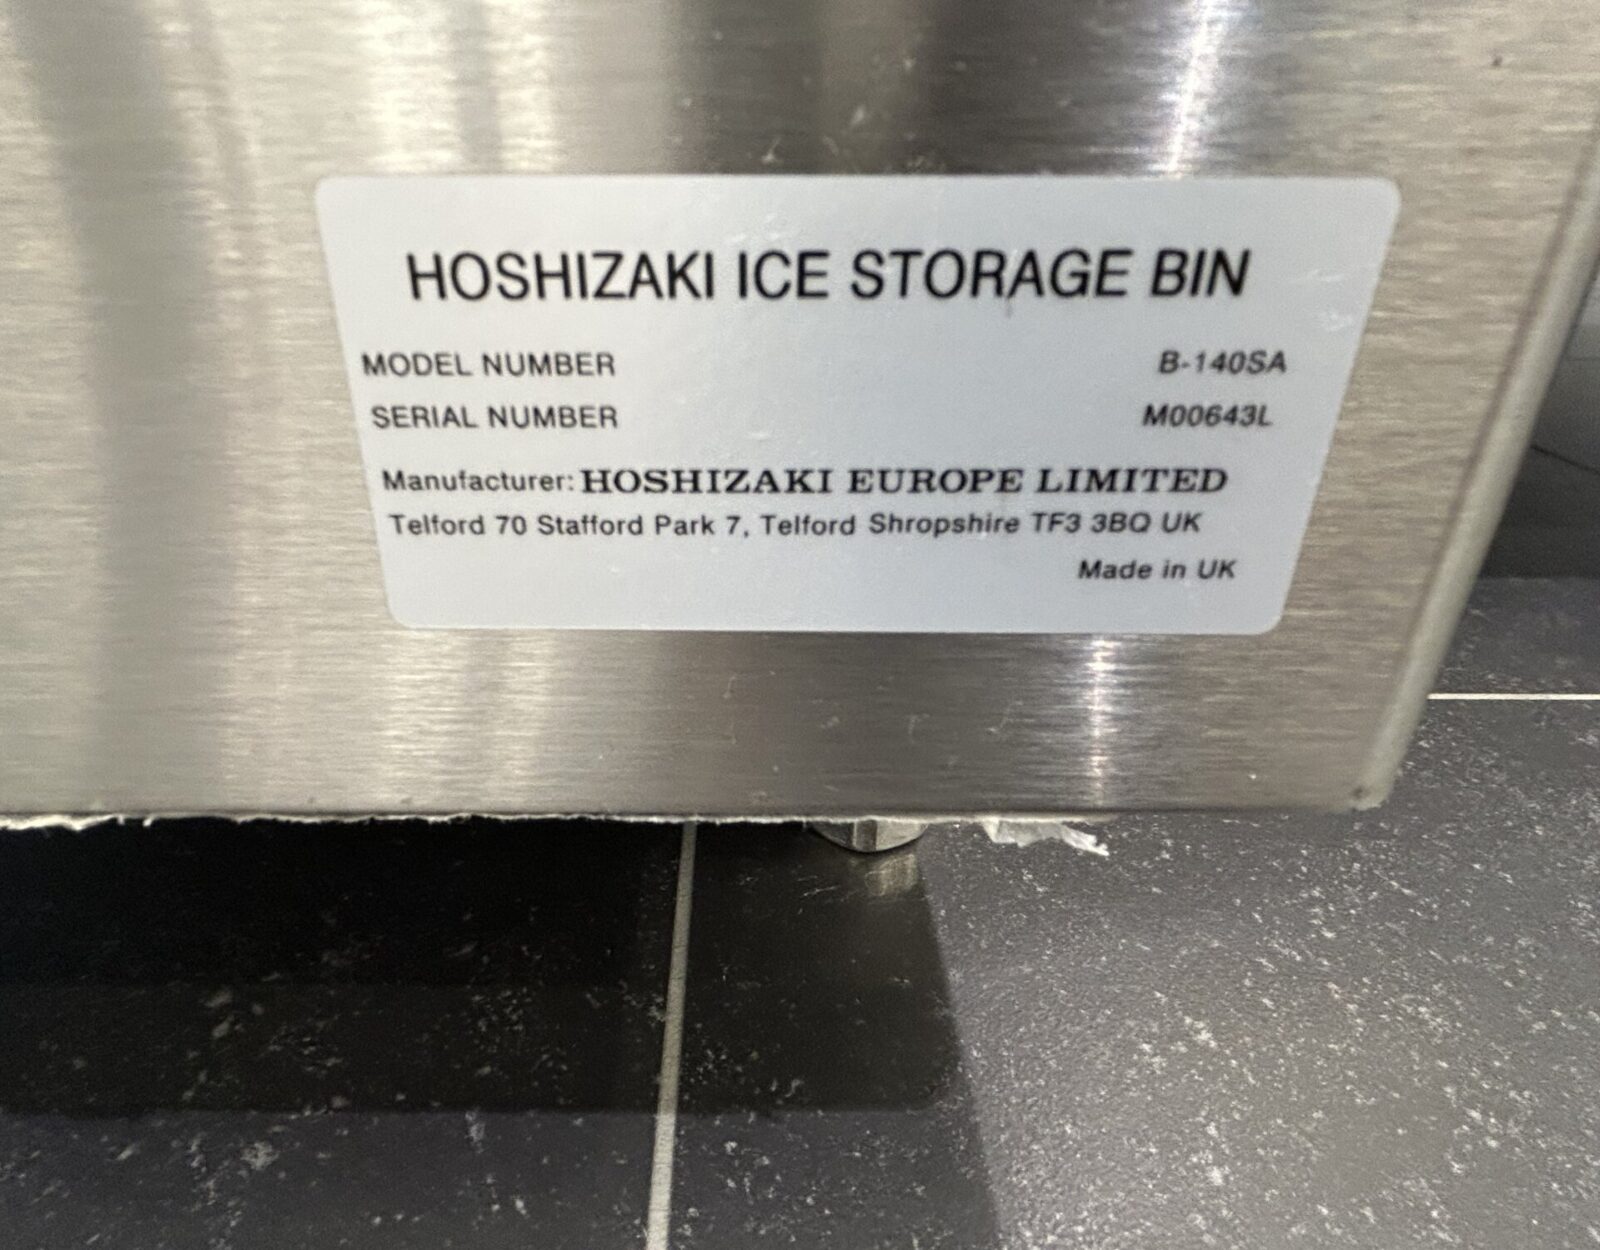 HOSHIZAKI ICE STORAGE BIN
MODEL NUMBER B-140SA
SERIAL NUMBER M00643L
Manufacturer: HOSHIZAKI EUROPE LIMITED
Telford 70 Stafford Park 7, Telford Shropshire TF3 3BQ UK
Made in UK